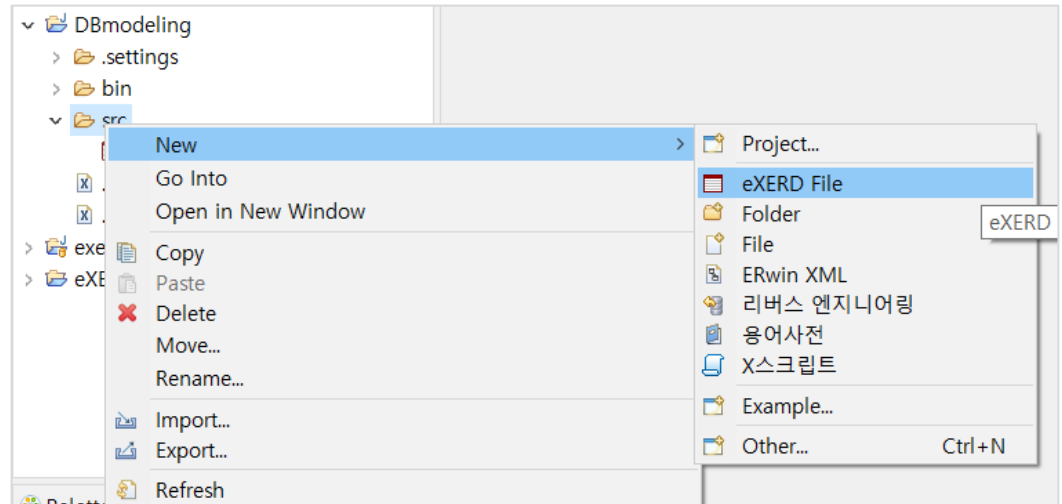 DBmodeling
.settings
bin
src
New
Go Into
Open in New Window
exe
Copy
eXE
Paste
Delete
Move...
Rename...
Import...
Export...
Refresh
Project...
eXERD File
Folder
eXERD
File
ERwin XML
리버스 엔지니어링
용어사전
X스크립트
Example...
Other... Ctrl+N